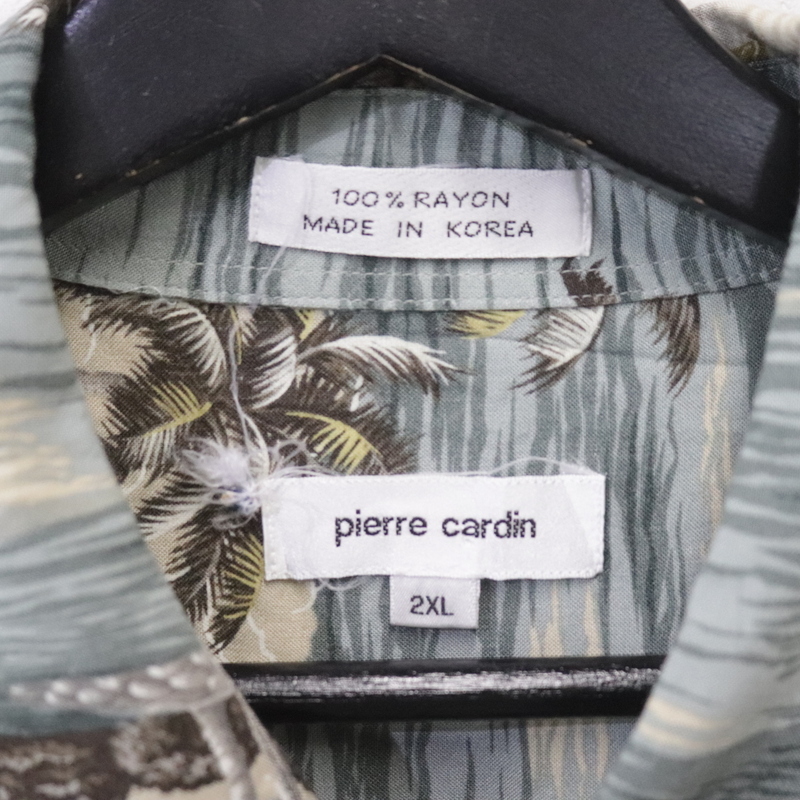 100% RAYON
MADE IN KOREA
pierre cardin
2XL